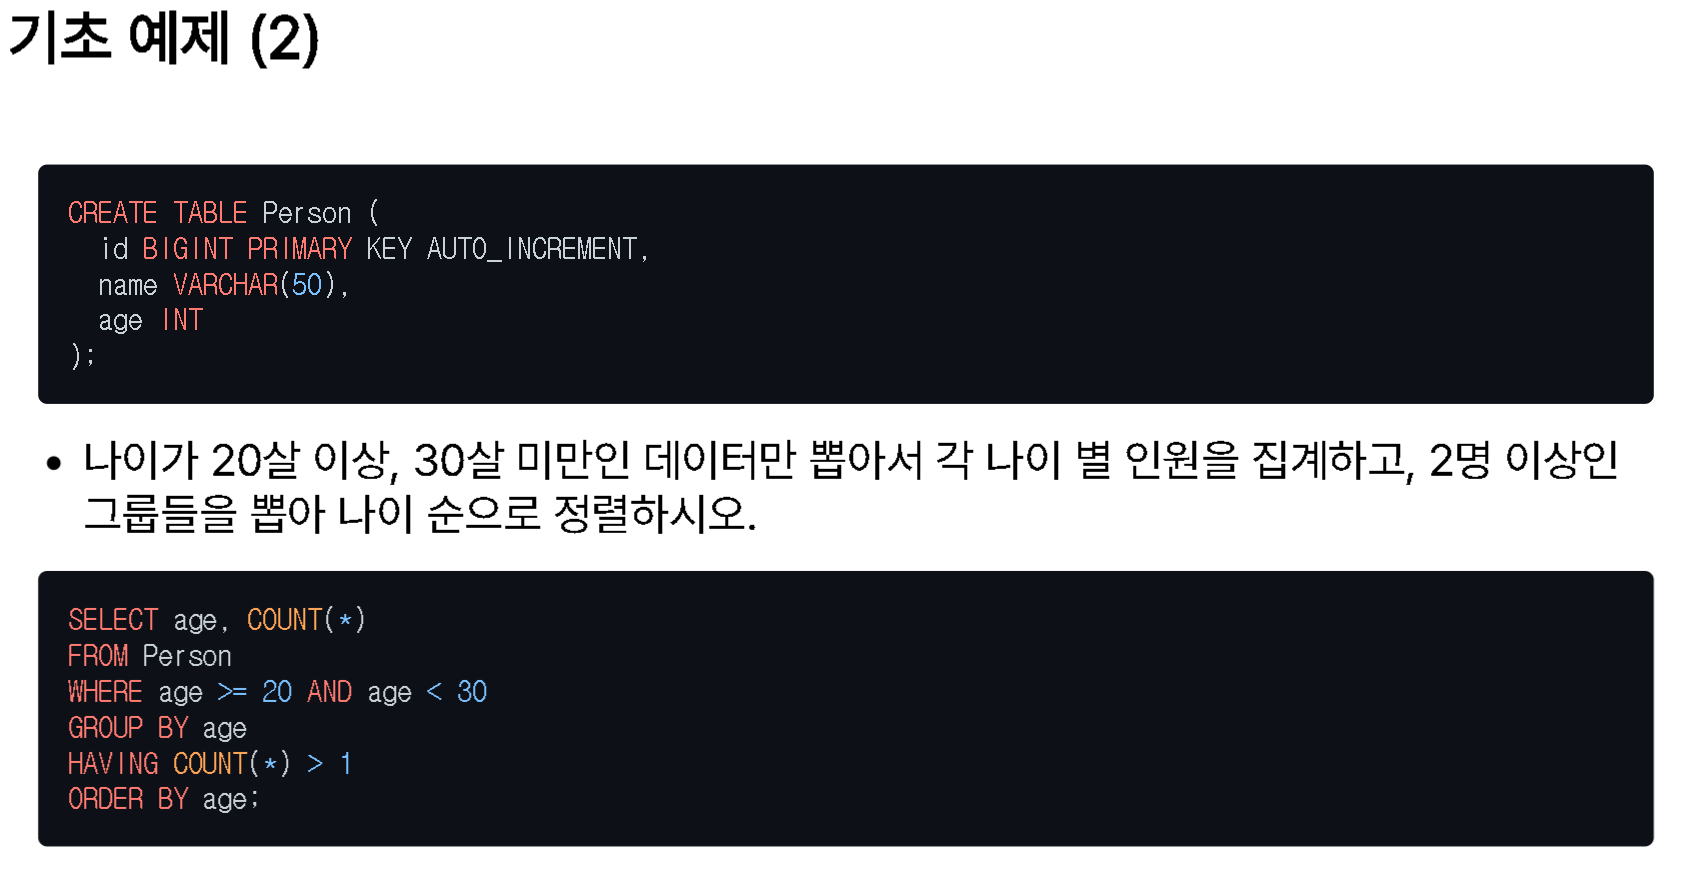 기초 예제 (2)
CREATE TABLE Person (
  id BIGINT PRIMARY KEY AUTO_INCREMENT,
  name VARCHAR(50),
  age INT
);
• 나이가 20살 이상, 30살 미만인 데이터만 뽑아서 각 나이 별 인원을 집계하고, 2명 이상인
그룹들을 뽑아 나이 순으로 정렬하시오.
SELECT age, COUNT(*)
FROM Person
WHERE age >= 20 AND age < 30
GROUP BY age
HAVING COUNT(*) > 1
ORDER BY age;